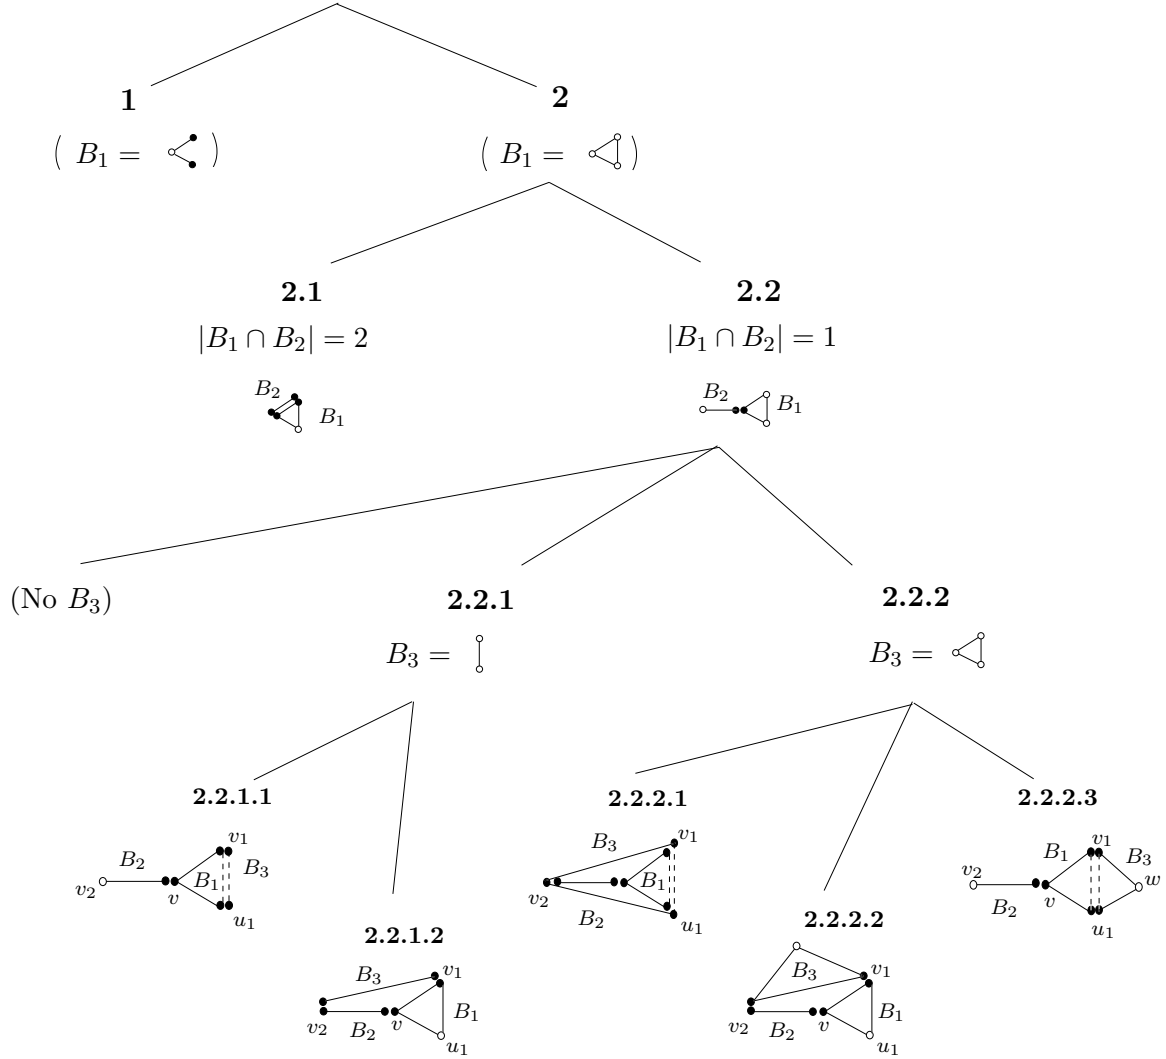 1 2
( B₁ = ) ( B₁ = )
2.1 2.2
|B₁ ∩ B₂| = 2 |B₁ ∩ B₂| = 1
B₂ B₁ B₂ B₁
(No B₃) 2.2.1 2.2.2
B₃ = B₃ =
2.2.1.1 2.2.2.1 2.2.2.3
v₂ B₂ v B₁ v₁ B₃ u₁
v₂ B₃ B₂ B₁ v₁ u₁
v₂ B₂ v B₁ v₁ B₃ w u₁
2.2.1.2 2.2.2.2
v₂ B₃ B₂ v v₁ B₁ u₁
v₂ B₃ B₂ v v₁ B₁ u₁